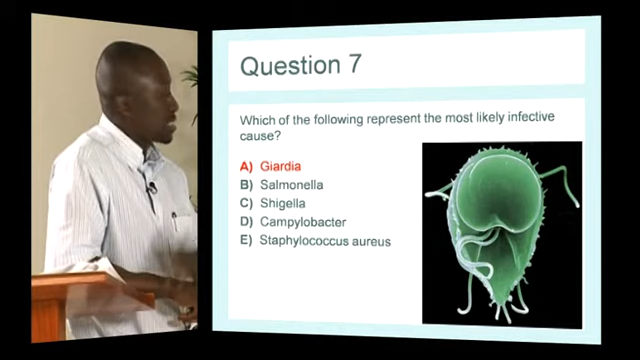 Question 7
Which of the following represent the most likely infective
cause?
A) Giardia
B) Salmonella
C) Shigella
D) Campylobacter
E) Staphylococcus aureus